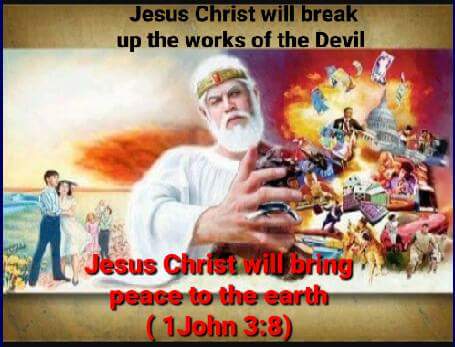 Jesus Christ will break
up the works of the Devil
Jesus Christ will bring
peace to the earth
( 1John 3:8)